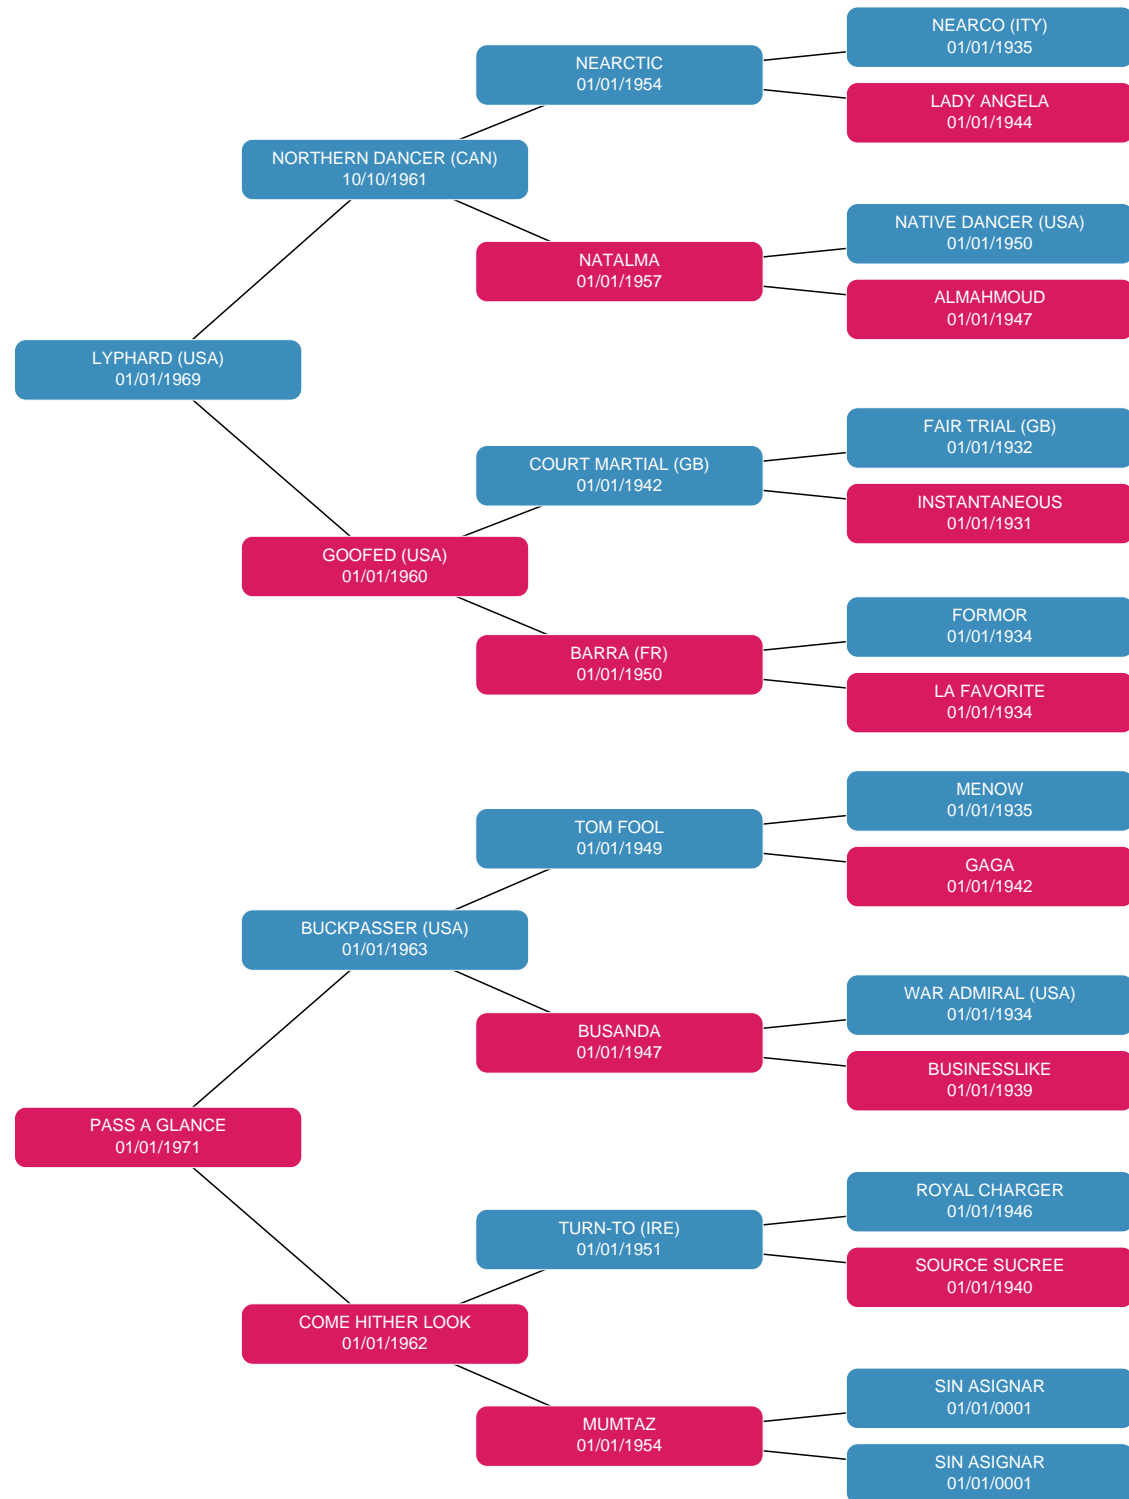 NEARCO (ITY)
01/01/1935
NEARCTIC
01/01/1954
LADY ANGELA
01/01/1944
NORTHERN DANCER (CAN)
10/10/1961
NATIVE DANCER (USA)
01/01/1950
NATALMA
01/01/1957
ALMAHMOUD
01/01/1947
LYPHARD (USA)
01/01/1969
FAIR TRIAL (GB)
01/01/1932
COURT MARTIAL (GB)
01/01/1942
INSTANTANEOUS
01/01/1931
GOOFED (USA)
01/01/1960
FORMOR
01/01/1934
BARRA (FR)
01/01/1950
LA FAVORITE
01/01/1934
MENOW
01/01/1935
TOM FOOL
01/01/1949
GAGA
01/01/1942
BUCKPASSER (USA)
01/01/1963
WAR ADMIRAL (USA)
01/01/1934
BUSANDA
01/01/1947
BUSINESSLIKE
01/01/1939
PASS A GLANCE
01/01/1971
ROYAL CHARGER
01/01/1946
TURN-TO (IRE)
01/01/1951
SOURCE SUCREE
01/01/1940
COME HITHER LOOK
01/01/1962
SIN ASIGNAR
01/01/0001
MUMTAZ
01/01/1954
SIN ASIGNAR
01/01/0001